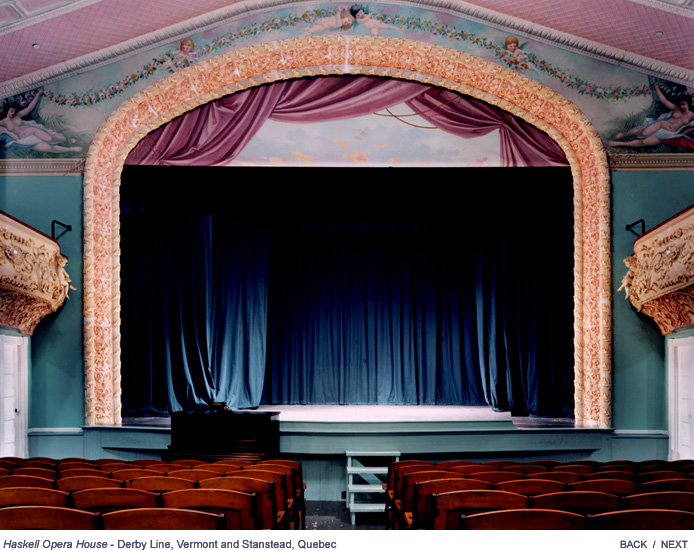 Haskell Opera House - Derby Line, Vermont and Stanstead, Quebec BACK / NEXT